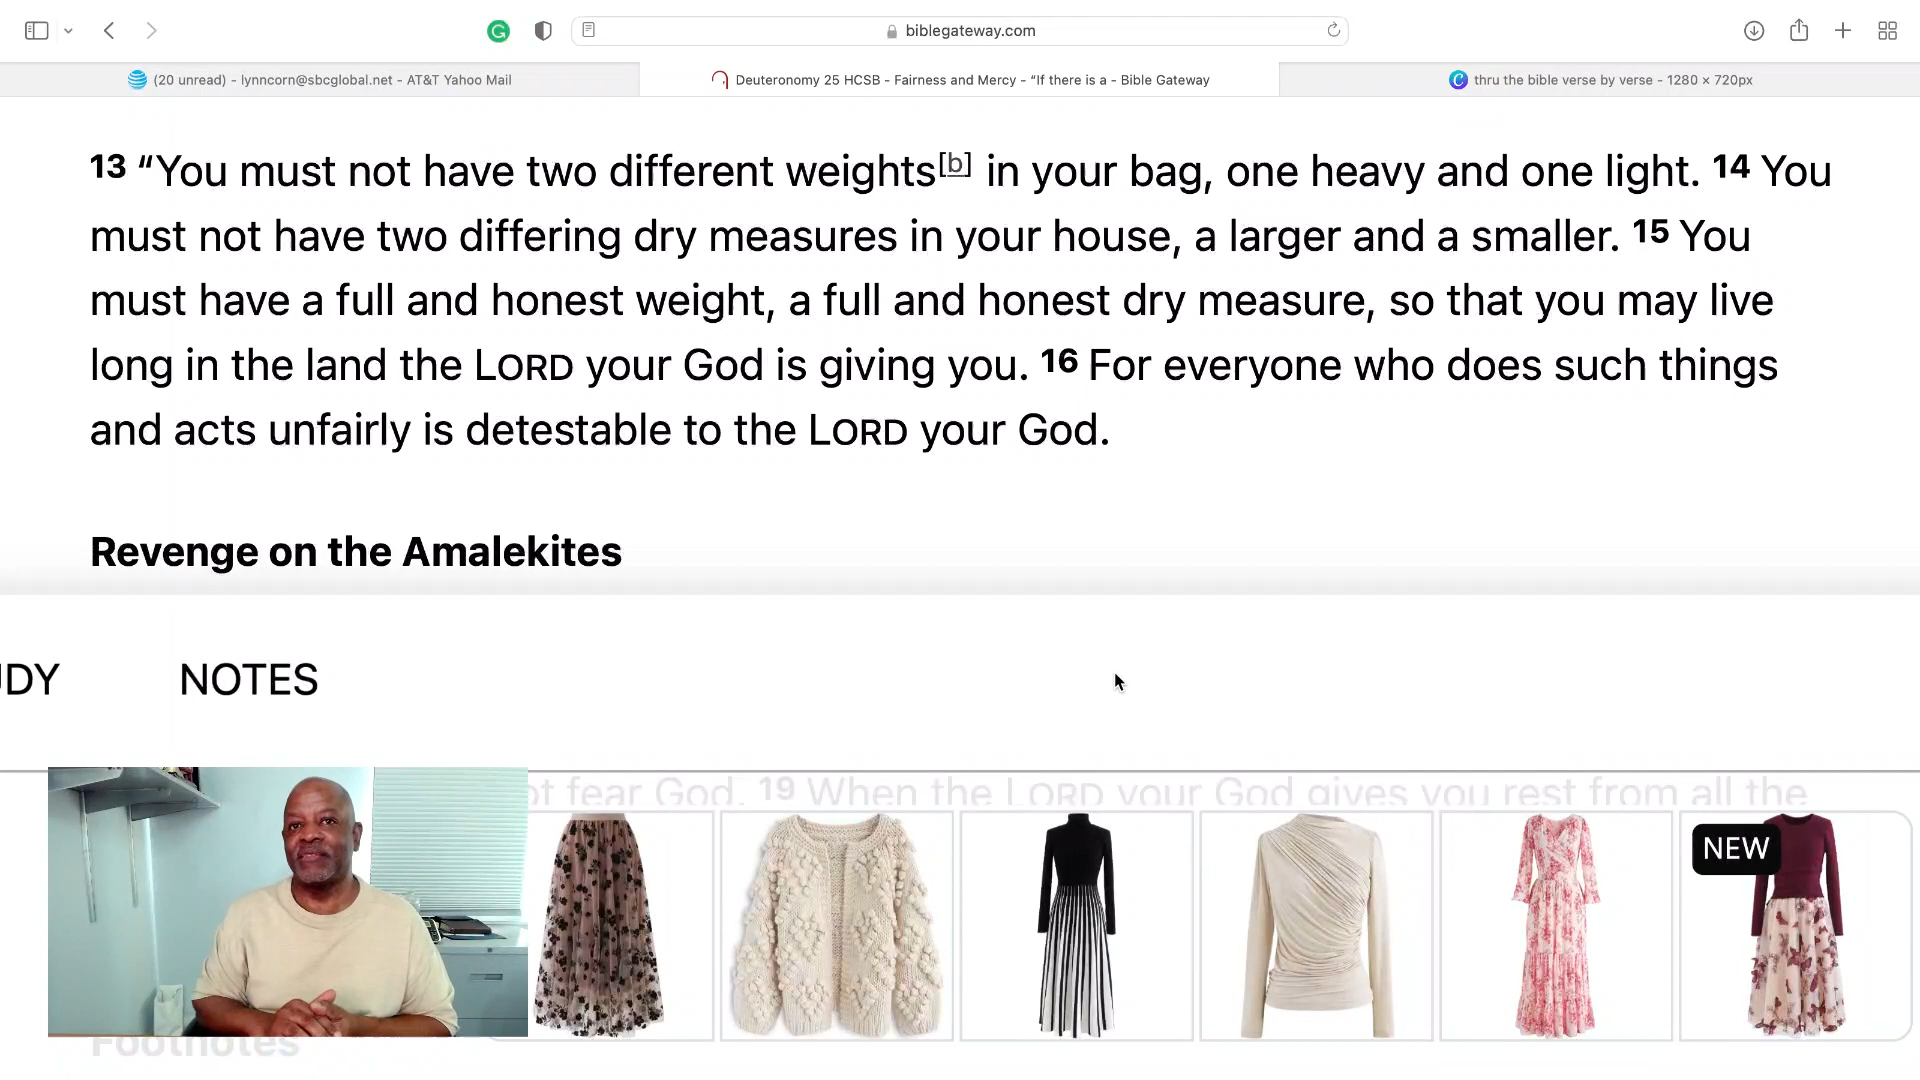 biblegateway.com
(20 unread) - lynncorn@sbcglobal.net - AT&T Yahoo Mail
Deuteronomy 25 HCSB - Fairness and Mercy - “If there is a - Bible Gateway
thru the bible verse by verse - 1280 × 720px
13 “You must not have two different weights[b] in your bag, one heavy and one light. 14 You
must not have two differing dry measures in your house, a larger and a smaller. 15 You
must have a full and honest weight, a full and honest dry measure, so that you may live
long in the land the LORD your God is giving you. 16 For everyone who does such things
and acts unfairly is detestable to the LORD your God.
Revenge on the Amalekites
UDY NOTES
ot fear God. 19 When the LORD your God gives you rest from all the
NEW
Footnotes